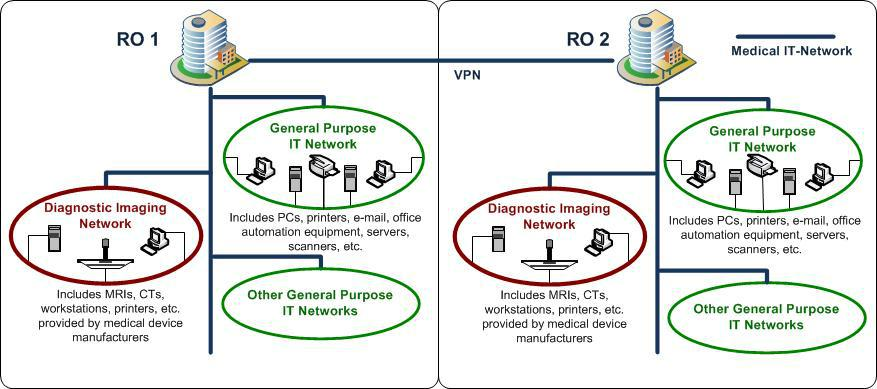 RO 1
General Purpose
IT Network
Includes PCs, printers, e-mail, office
automation equipment, servers,
scanners, etc.
Diagnostic Imaging
Network
Includes MRIs, CTs,
workstations, printers, etc.
provided by medical device
manufacturers
Other General Purpose
IT Networks
VPN
RO 2
Medical IT-Network
General Purpose
IT Network
Includes PCs, printers, e-mail, office
automation equipment, servers,
scanners, etc.
Diagnostic Imaging
Network
Includes MRIs, CTs,
workstations, printers, etc.
provided by medical device
manufacturers
Other General Purpose
IT Networks